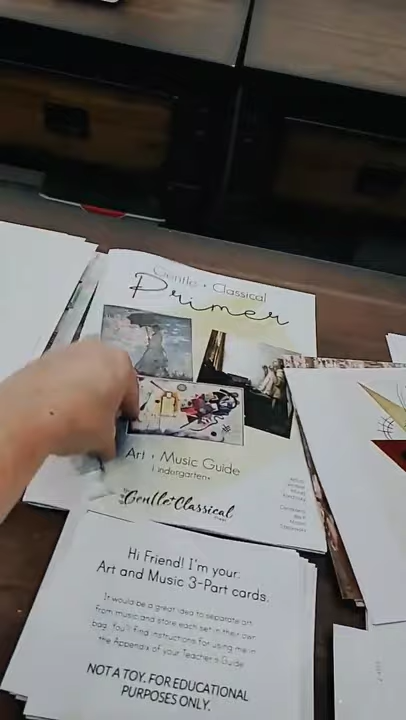 Gentle + Classical
Primer
Art + Music Guide
Kindergarten+
Gentle+Classical
Hi Friend! I'm your
Art and Music 3-Part cards.
It would be a great idea to separate art
from music and store each set in their own
bag. You'll find instructions for using me in
the Appendix of your Teacher's Guide
NOT A TOY. FOR EDUCATIONAL
PURPOSES ONLY.